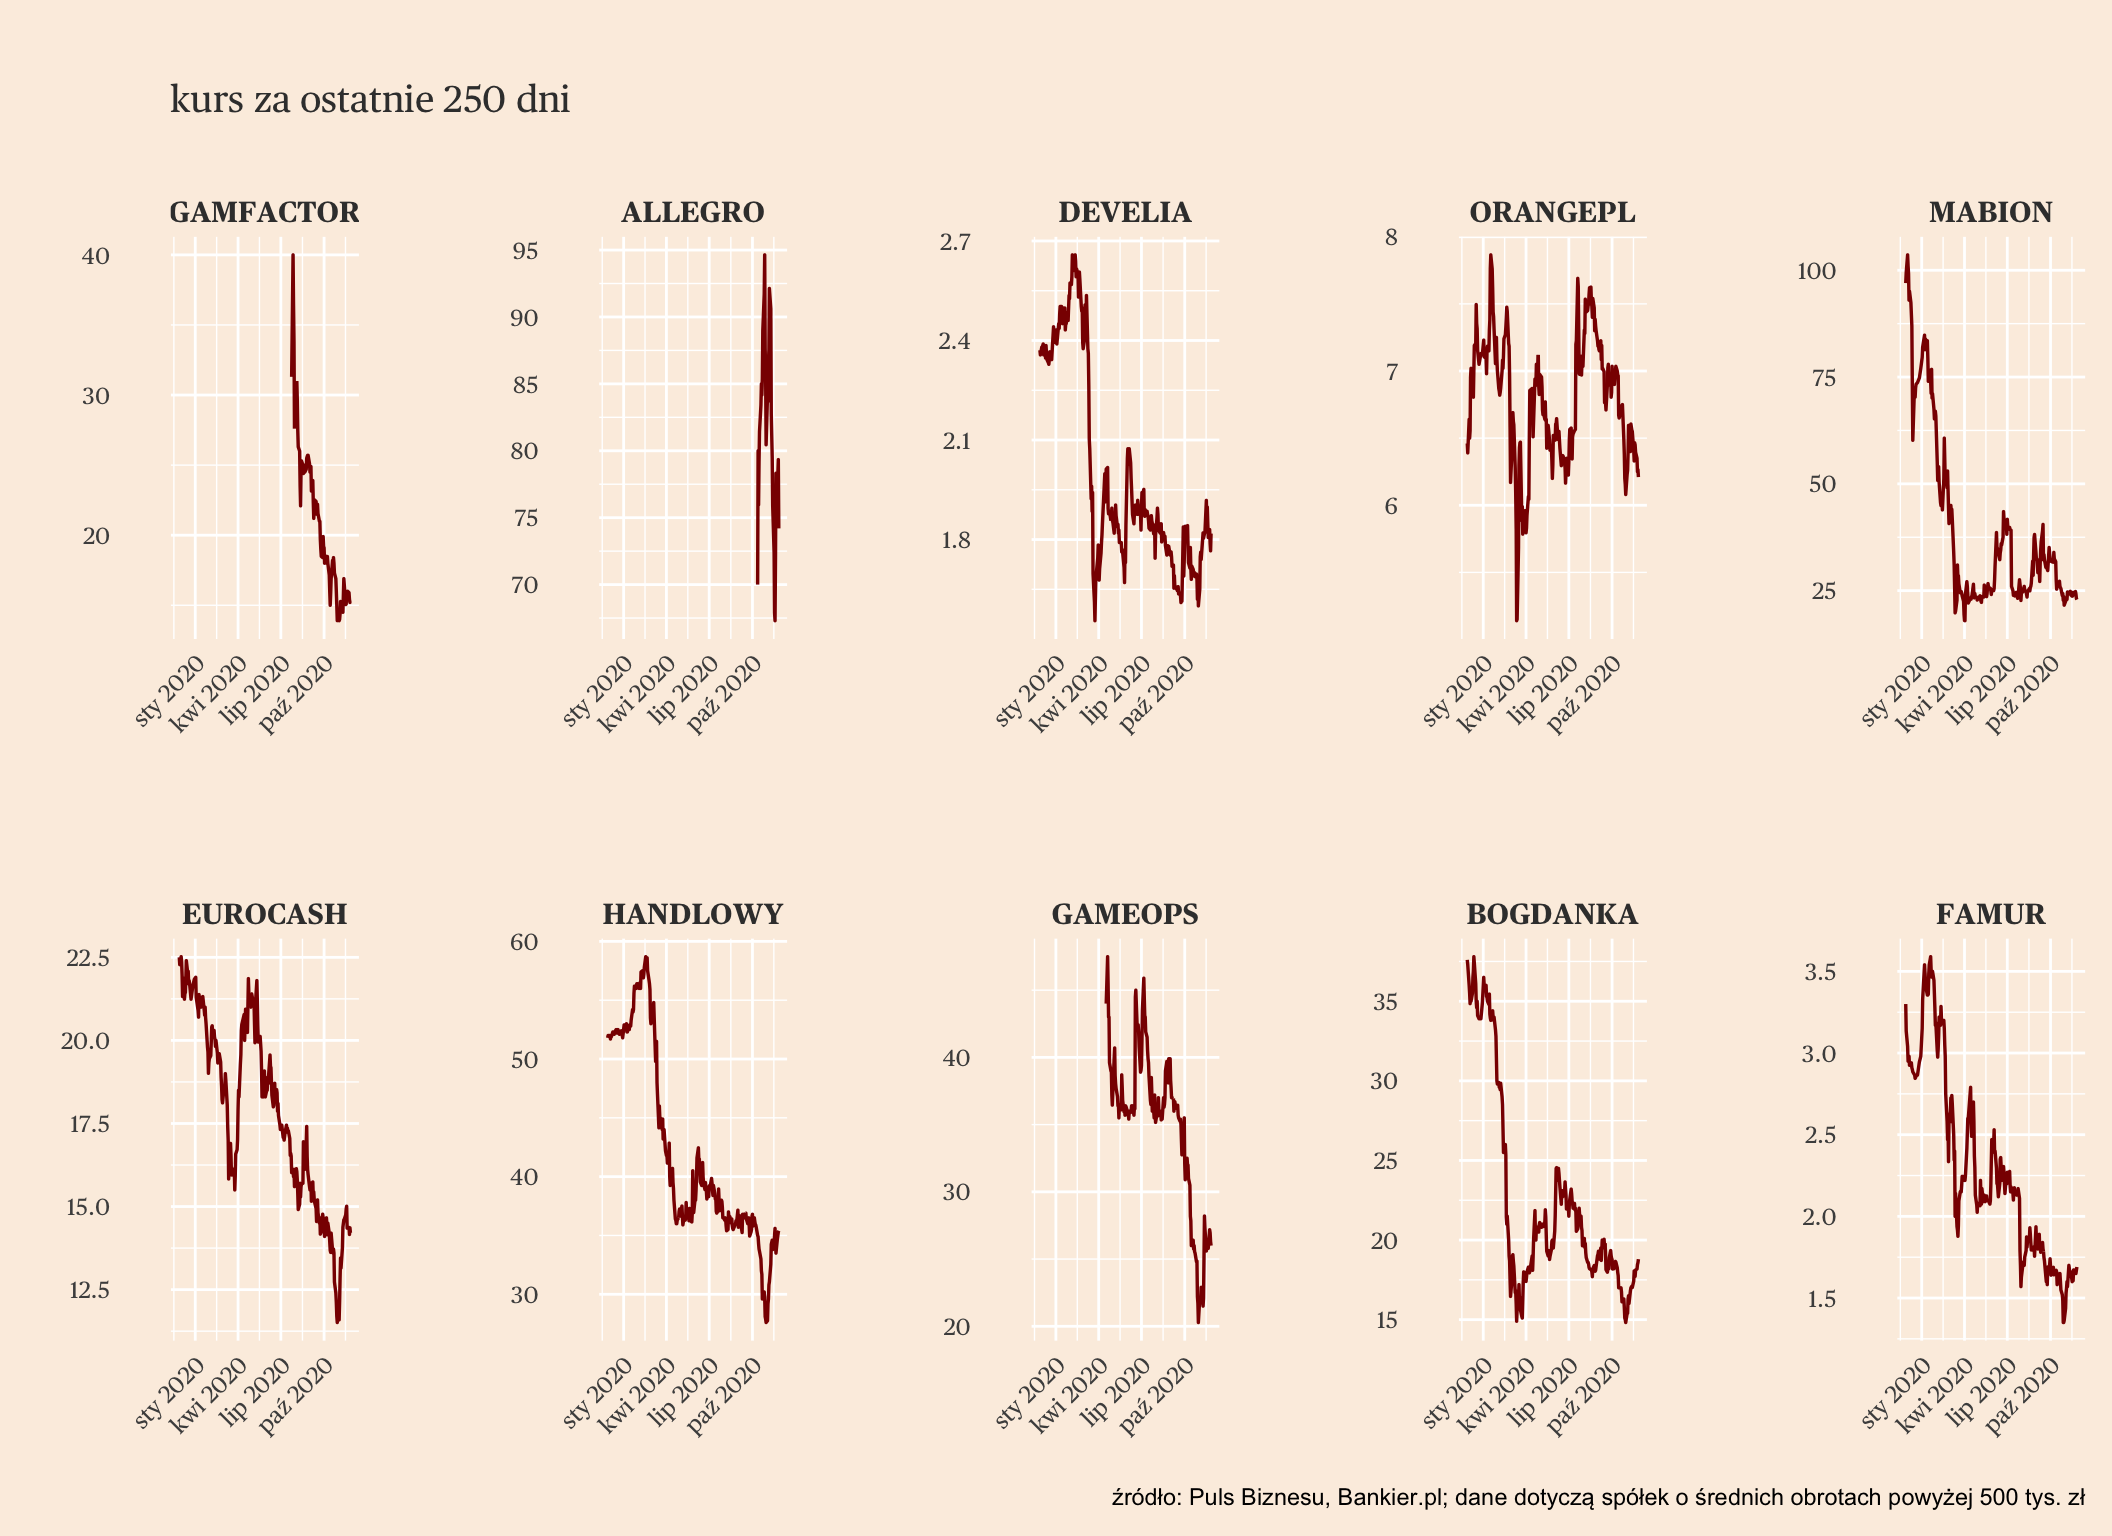 kurs za ostatnie 250 dni
GAMFACTOR
40
30
20
sty 2020
kwi 2020
lip 2020
paź 2020
ALLEGRO
95
90
85
80
75
70
sty 2020
kwi 2020
lip 2020
paź 2020
DEVELIA
2.7
2.4
2.1
1.8
sty 2020
kwi 2020
lip 2020
paź 2020
ORANGEPL
8
7
6
sty 2020
kwi 2020
lip 2020
paź 2020
MABION
100
75
50
25
sty 2020
kwi 2020
lip 2020
paź 2020
EUROCASH
22.5
20.0
17.5
15.0
12.5
sty 2020
kwi 2020
lip 2020
paź 2020
HANDLOWY
60
50
40
30
sty 2020
kwi 2020
lip 2020
paź 2020
GAMEOPS
40
30
20
sty 2020
kwi 2020
lip 2020
paź 2020
BOGDANKA
35
30
25
20
15
sty 2020
kwi 2020
lip 2020
paź 2020
FAMUR
3.5
3.0
2.5
2.0
1.5
sty 2020
kwi 2020
lip 2020
paź 2020
źródło: Puls Biznesu, Bankier.pl; dane dotyczą spółek o średnich obrotach powyżej 500 tys. zł